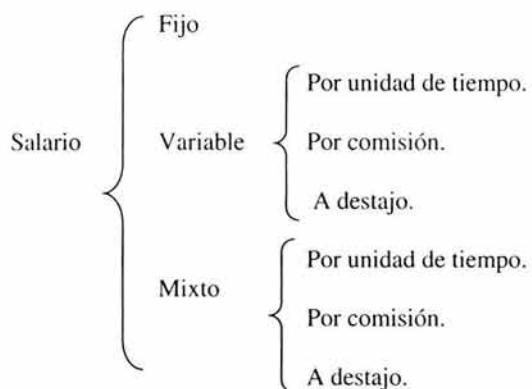 Fijo
Por unidad de tiempo.
Salario
Variable
Por comisión.
A destajo.
Por unidad de tiempo.
Mixto
Por comisión.
A destajo.